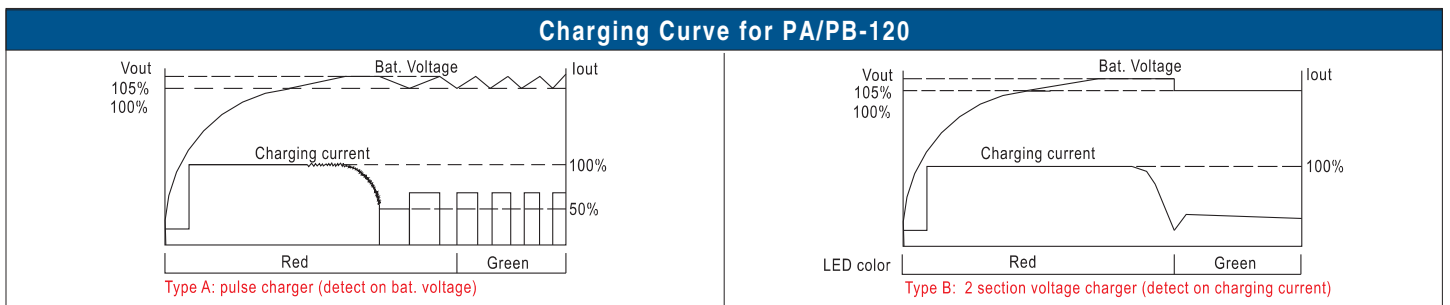 Charging Curve for PA/PB-120
Vout
105%
100%
Bat. Voltage
Iout
Charging current
100%
50%
Red
Green
Type A: pulse charger (detect on bat. voltage)
Vout
105%
100%
Bat. Voltage
Iout
Charging current
100%
LED color
Red
Green
Type B: 2 section voltage charger (detect on charging current)